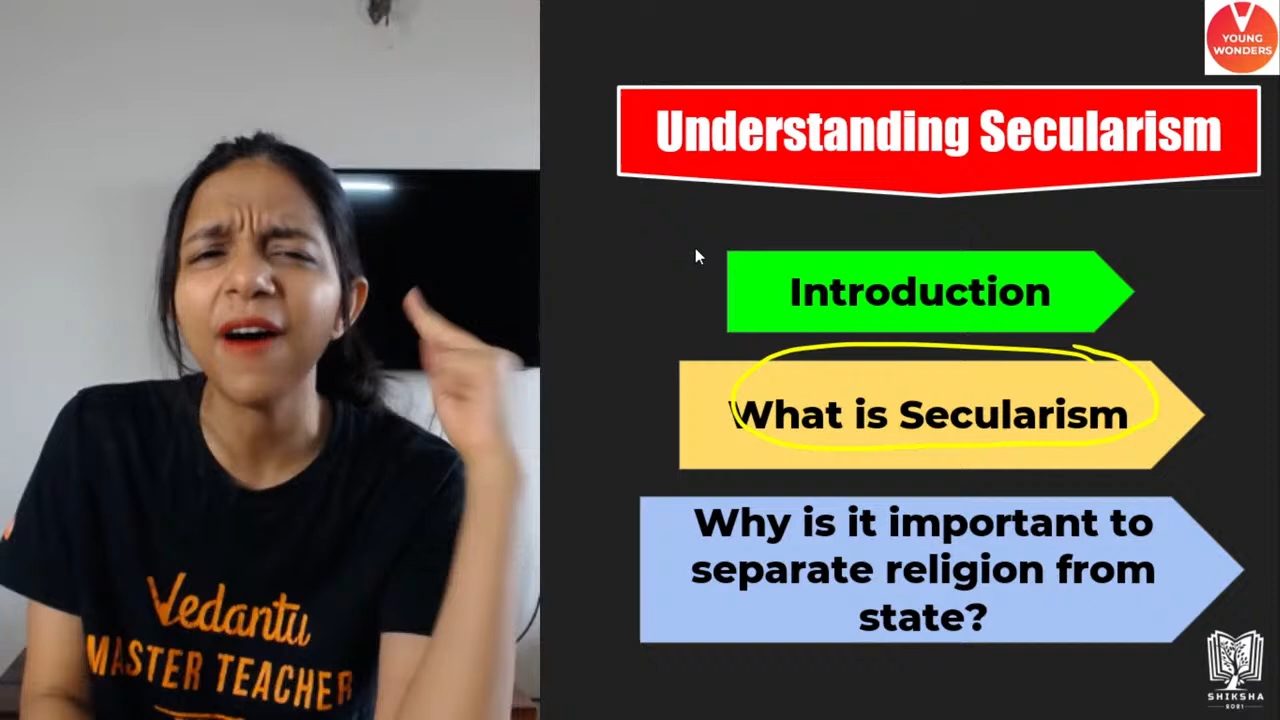 YOUNG
WONDERS
Understanding Secularism
Introduction
What is Secularism
Why is it important to
separate religion from
state?
Vedantu
MASTER TEACHER
SHIKSHA